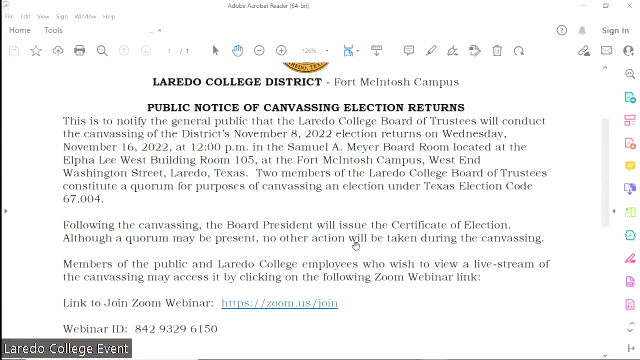 Adobe Acrobat Reader (64-bit)
File Edit View Sign Window Help
Home Tools
Sign In
1 / 1
126%
LAREDO COLLEGE DISTRICT - Fort McIntosh Campus
PUBLIC NOTICE OF CANVASSING ELECTION RETURNS
This is to notify the general public that the Laredo College Board of Trustees will conduct
the canvassing of the District's November 8, 2022 election returns on Wednesday,
November 16, 2022, at 12:00 p.m. in the Samuel A. Meyer Board Room located at the
Elpha Lee West Building Room 105, at the Fort McIntosh Campus, West End
Washington Street, Laredo, Texas. Two members of the Laredo College Board of Trustees
constitute a quorum for purposes of canvassing an election under Texas Election Code
67.004.
Following the canvassing, the Board President will issue the Certificate of Election.
Although a quorum may be present, no other action will be taken during the canvassing.
Members of the public and Laredo College employees who wish to view a live-stream of
the canvassing may access it by clicking on the following Zoom Webinar link:
Link to Join Zoom Webinar: https://zoom.us/join
Webinar ID: 842 9329 6150
Laredo College Event